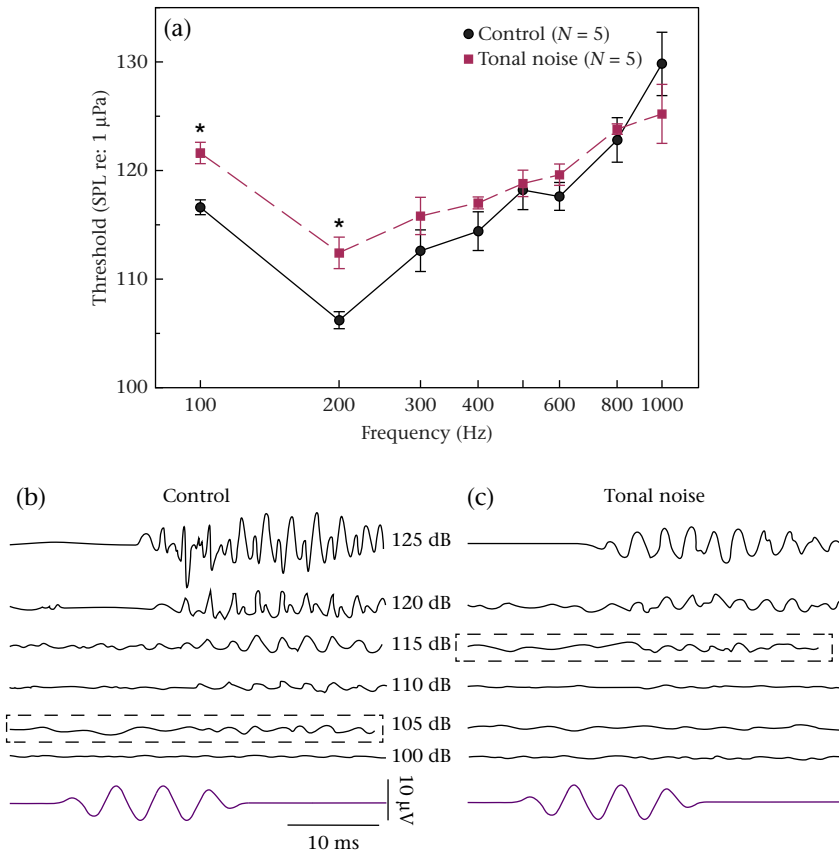 (a)
Control (N = 5)
Tonal noise (N = 5)
Threshold (SPL re: 1 μPa)
130
120
110
100
*
*
100
200
300
400
600
800
1000
Frequency (Hz)
(b)
Control
(c)
Tonal noise
125 dB
120 dB
115 dB
110 dB
105 dB
100 dB
10 μV
10 ms